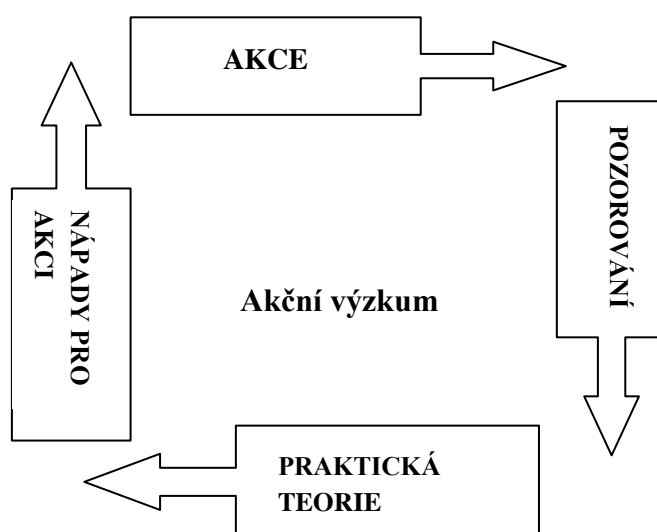 AKCE
POZOROVÁNÍ
NÁPADY PRO
AKCI
Akční výzkum
PRAKTICKÁ
TEORIE